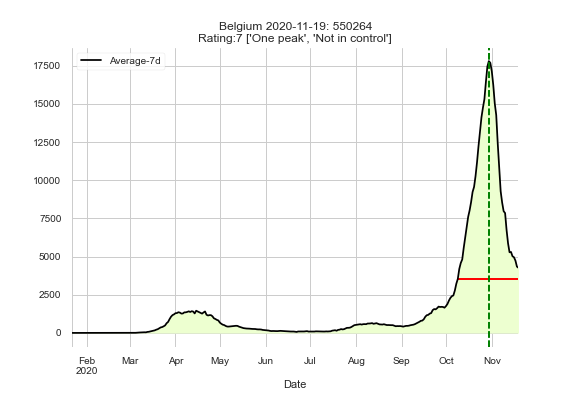 Belgium 2020-11-19: 550264
Rating:7 ['One peak', 'Not in control']
Average-7d
17500
15000
12500
10000
7500
5000
2500
0
Feb Mar Apr May Jun Jul Aug Sep Oct Nov
2020
Date